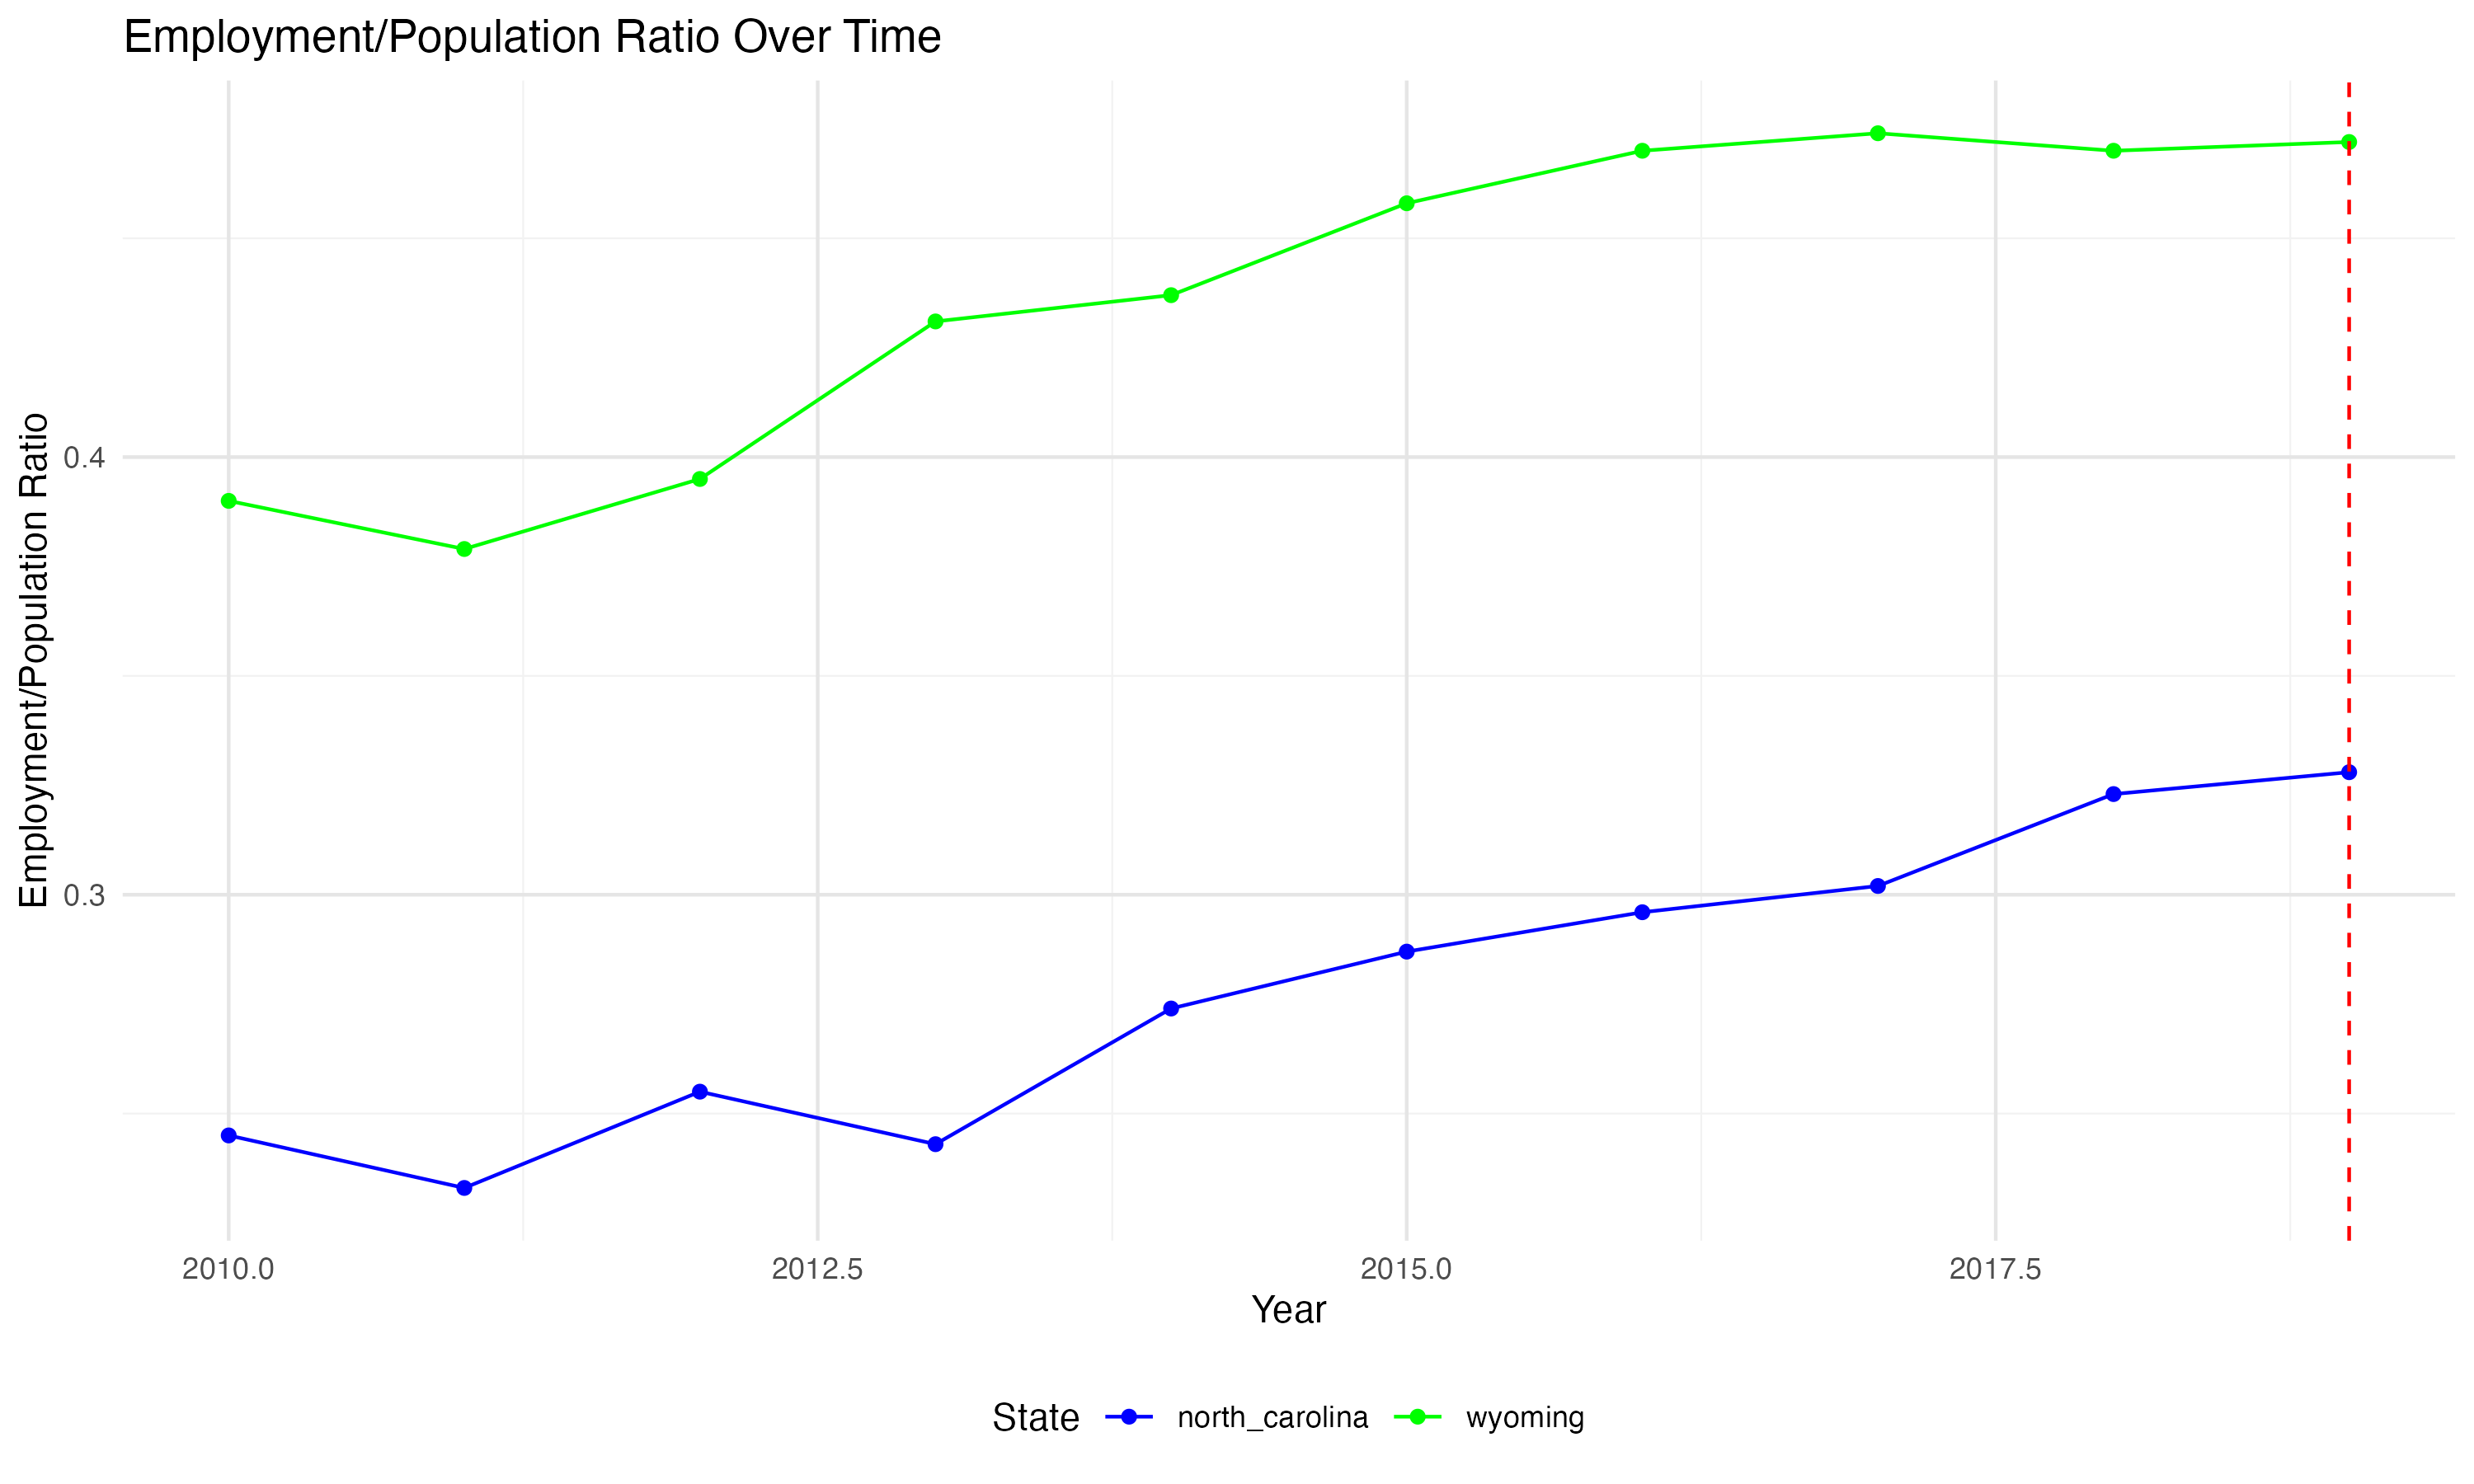 Employment/Population Ratio Over Time
Employment/Population Ratio
0.4
0.3
2010.0 2012.5 2015.0 2017.5
Year
State north_carolina wyoming